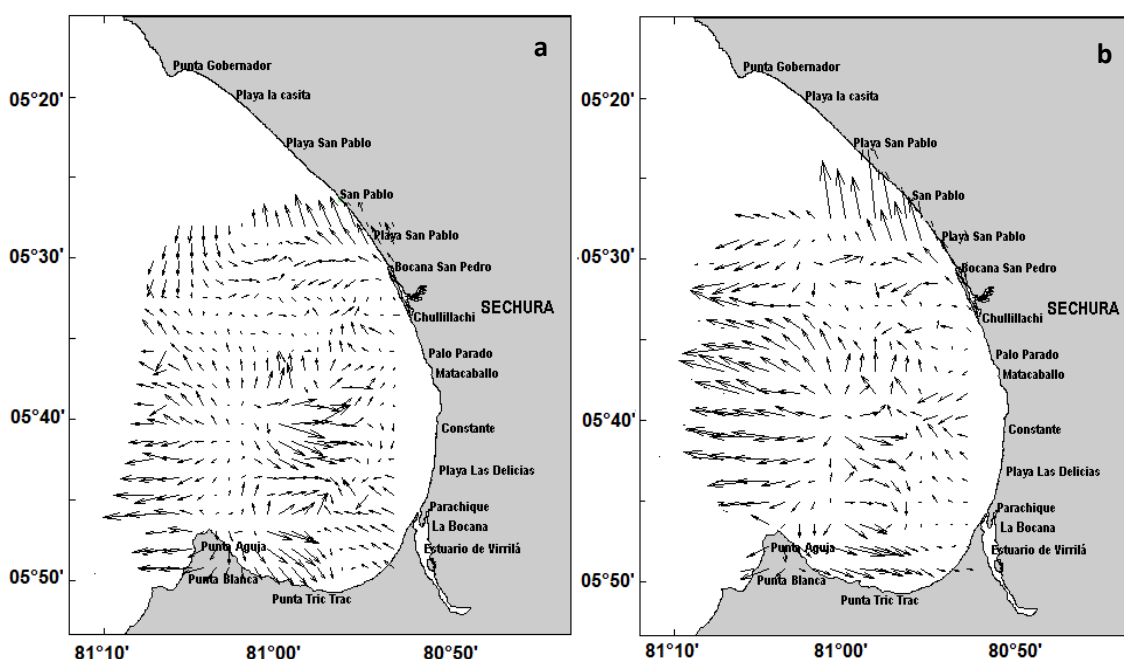 a
Punta Gobernador
05°20'
Playa la casita
Playa San Pablo
San Pablo
Playa San Pablo
05°30'
Bocana San Pedro
SECHURA
Chullillachi
Palo Parado
Matacaballo
05°40'
Constante
Playa Las Delicias
Parachique
La Bocana
Punta Aguja
Estuario de Virrilá
05°50'
Punta Blanca
Punta Tric Trac
81°10'
81°00'
80°50'
b
Punta Gobernador
05°20'
Playa la casita
Playa San Pablo
San Pablo
Playa San Pablo
05°30'
Bocana San Pedro
SECHURA
Chullillachi
Palo Parado
Matacaballo
05°40'
Constante
Playa Las Delicias
Parachique
La Bocana
Punta Aguja
Estuario de Virrilá
05°50'
Punta Blanca
Punta Tric Trac
81°10'
81°00'
80°50'